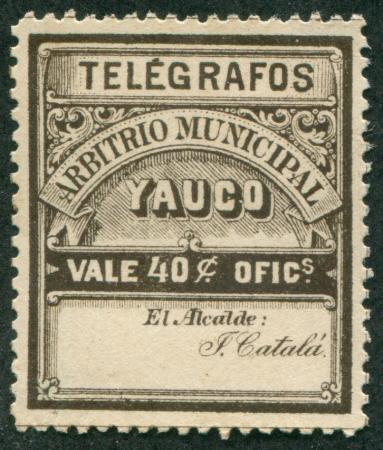 TELÉGRAFOS
ARBITRIO MUNICIPAL
YAUCO
VALE 40 ¢. OFICS.
El Alcalde:
F. Catalá.